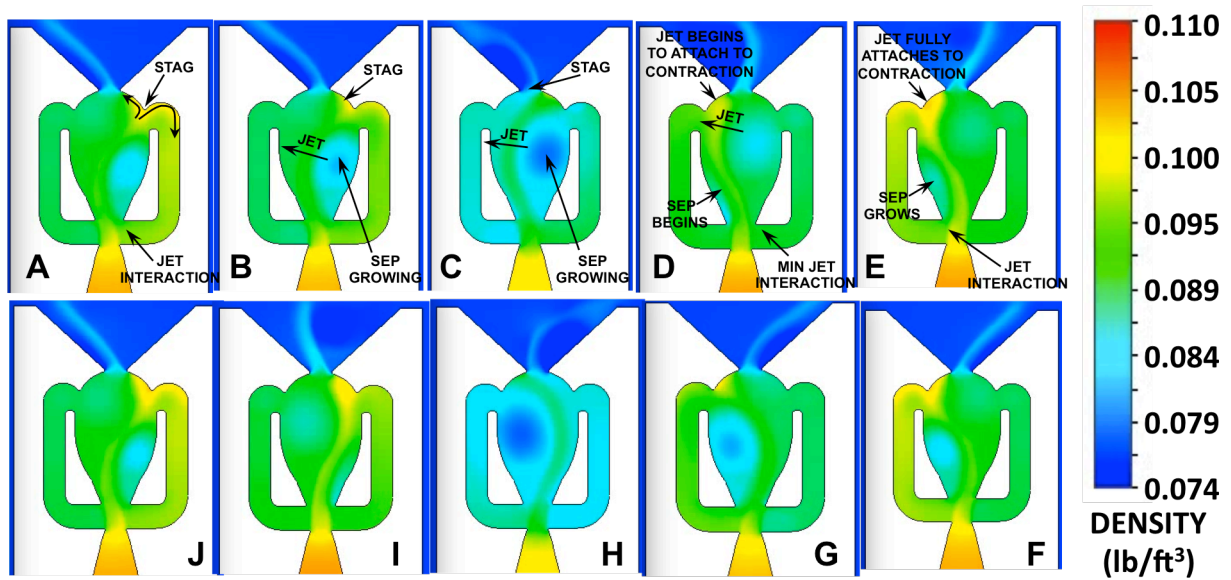 STAG
JET
INTERACTION
A
STAG
JET
SEP
GROWING
B
STAG
JET
SEP
GROWING
C
JET BEGINS
TO ATTACH TO
CONTRACTION
JET
SEP
BEGINS
MIN JET
INTERACTION
D
JET FULLY
ATTACHES TO
CONTRACTION
SEP
GROWS
JET
INTERACTION
E
J
I
H
G
F
0.110
0.105
0.100
0.095
0.089
0.084
0.079
0.074
DENSITY
(lb/ft³)